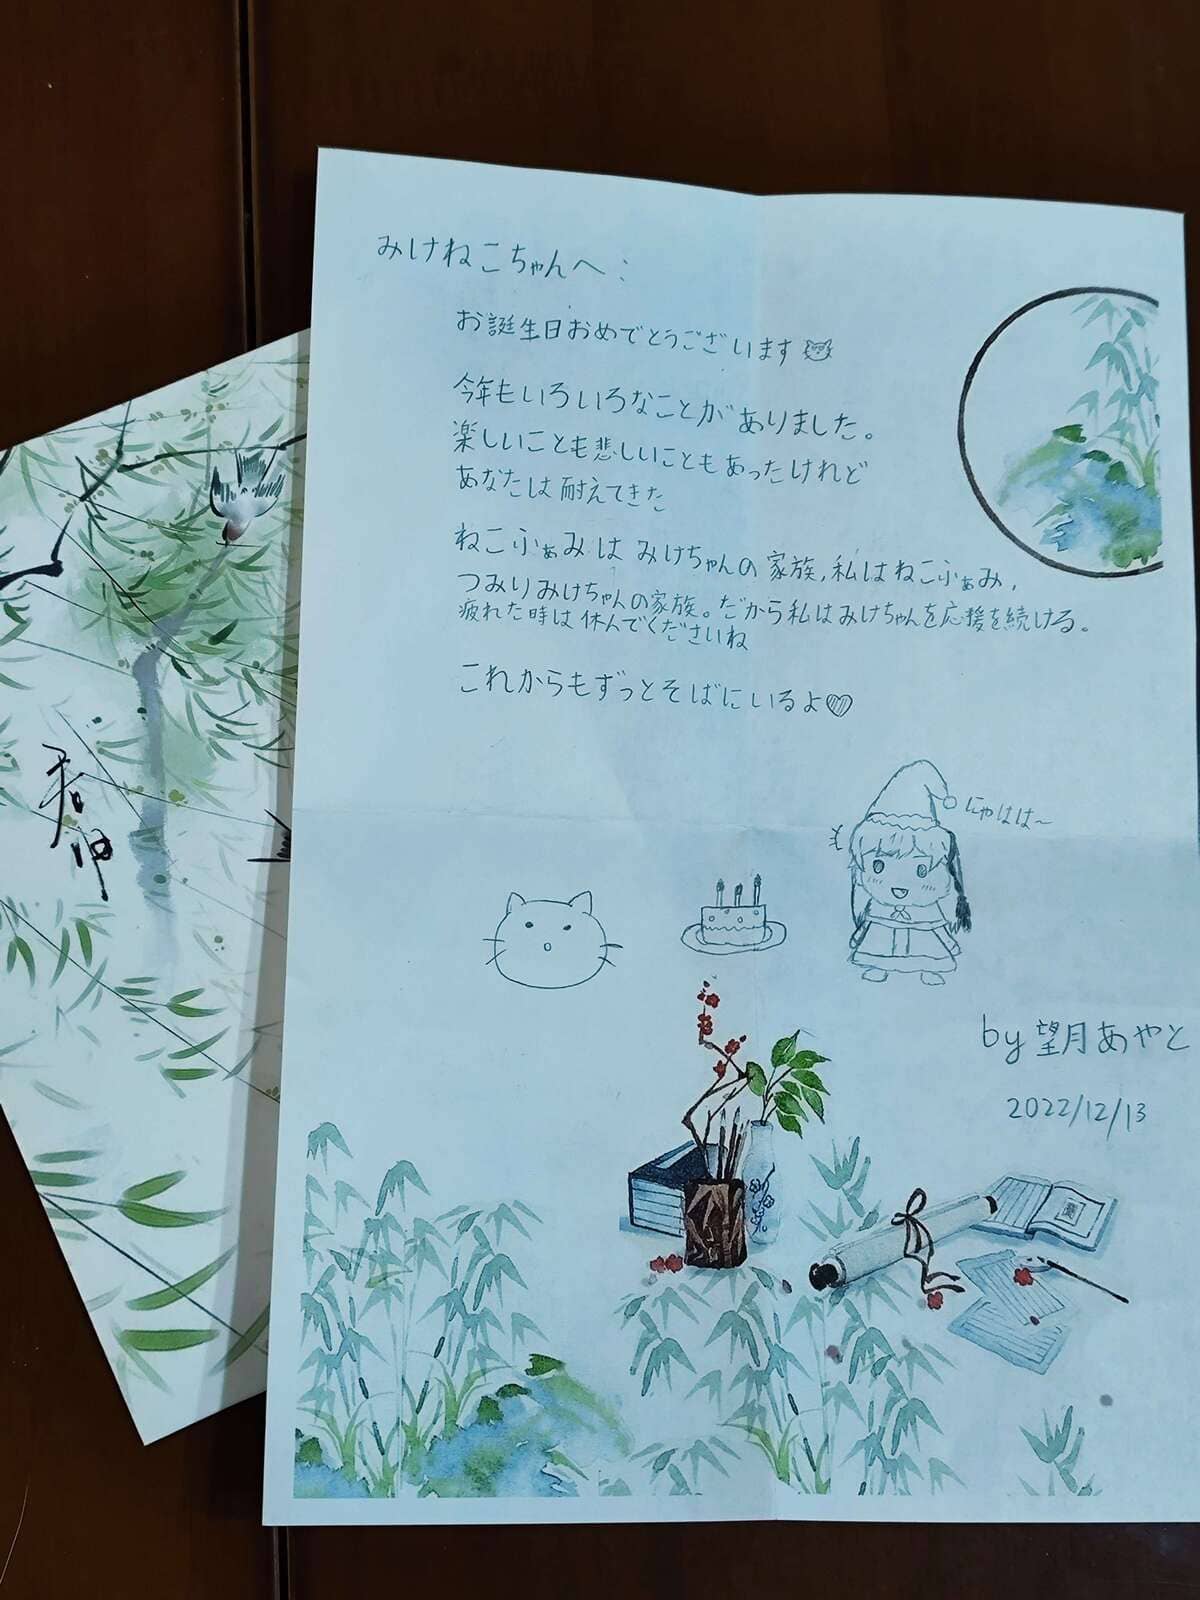 みけねこちゃんへ:
お誕生日おめでとうございます
今年もいろいろなことがありました。
楽しいことも悲しいこともあったけれど
あなたは耐えてきた
ねこふぁみはみけちゃんの家族,私はねこふぁみ,
つみりみけちゃんの家族。だから私はみけちゃんを応援を続ける。
疲れた時は休んでくださいね
これからもずっとそばにいるよ♡
にゃはは~
by望月あやと
2022/12/13